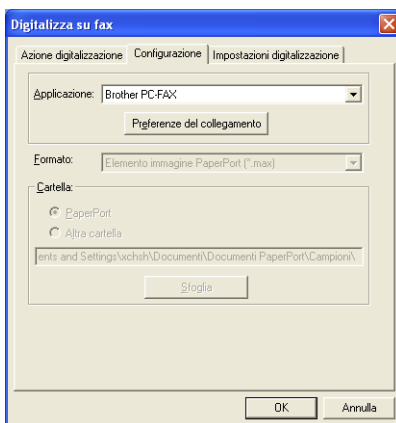 Digitalizza su fax
Azione digitalizzazione Configurazione Impostazioni digitalizzazione
Applicazione: Brother PC-FAX
Preferenze del collegamento
Formato: Elemento immagine PaperPort (*.max)
Cartella:
PaperPort
Altra cartella
ents and Settings\xchsh\Documenti\Documenti PaperPort\Campioni\
Sfoglia
OK Annulla